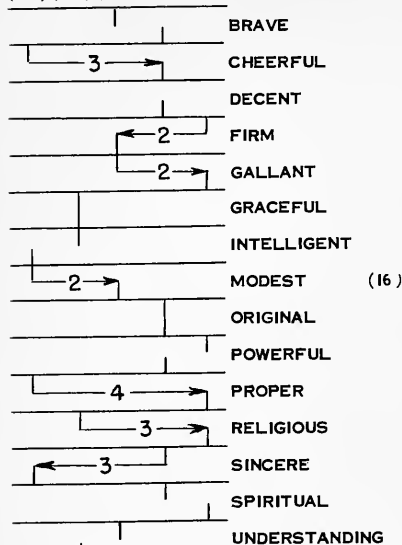 BRAVE
3 CHEERFUL
DECENT
2 FIRM
2 GALLANT
GRACEFUL
INTELLIGENT
2 MODEST (16)
ORIGINAL
POWERFUL
4 PROPER
3 RELIGIOUS
3 SINCERE
SPIRITUAL
UNDERSTANDING